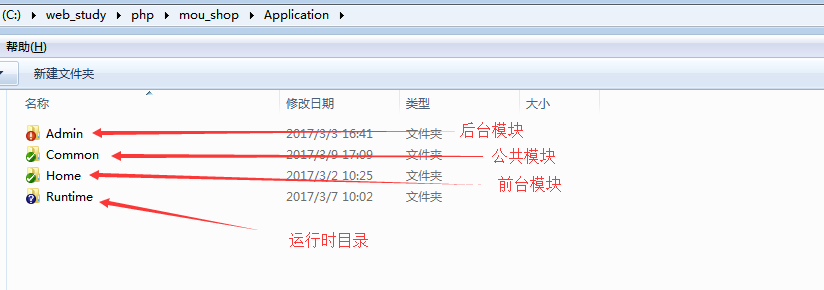 (C:) ▸ web_study ▸ php ▸ mou_shop ▸ Application ▸
帮助(H)
新建文件夹
名称 修改日期 类型 大小
Admin 2017/3/3 16:41 文件夹 后台模块
Common 2017/3/9 17:09 文件夹 公共模块
Home 2017/3/2 10:25 文件夹 前台模块
Runtime 2017/3/7 10:02 文件夹
运行时目录